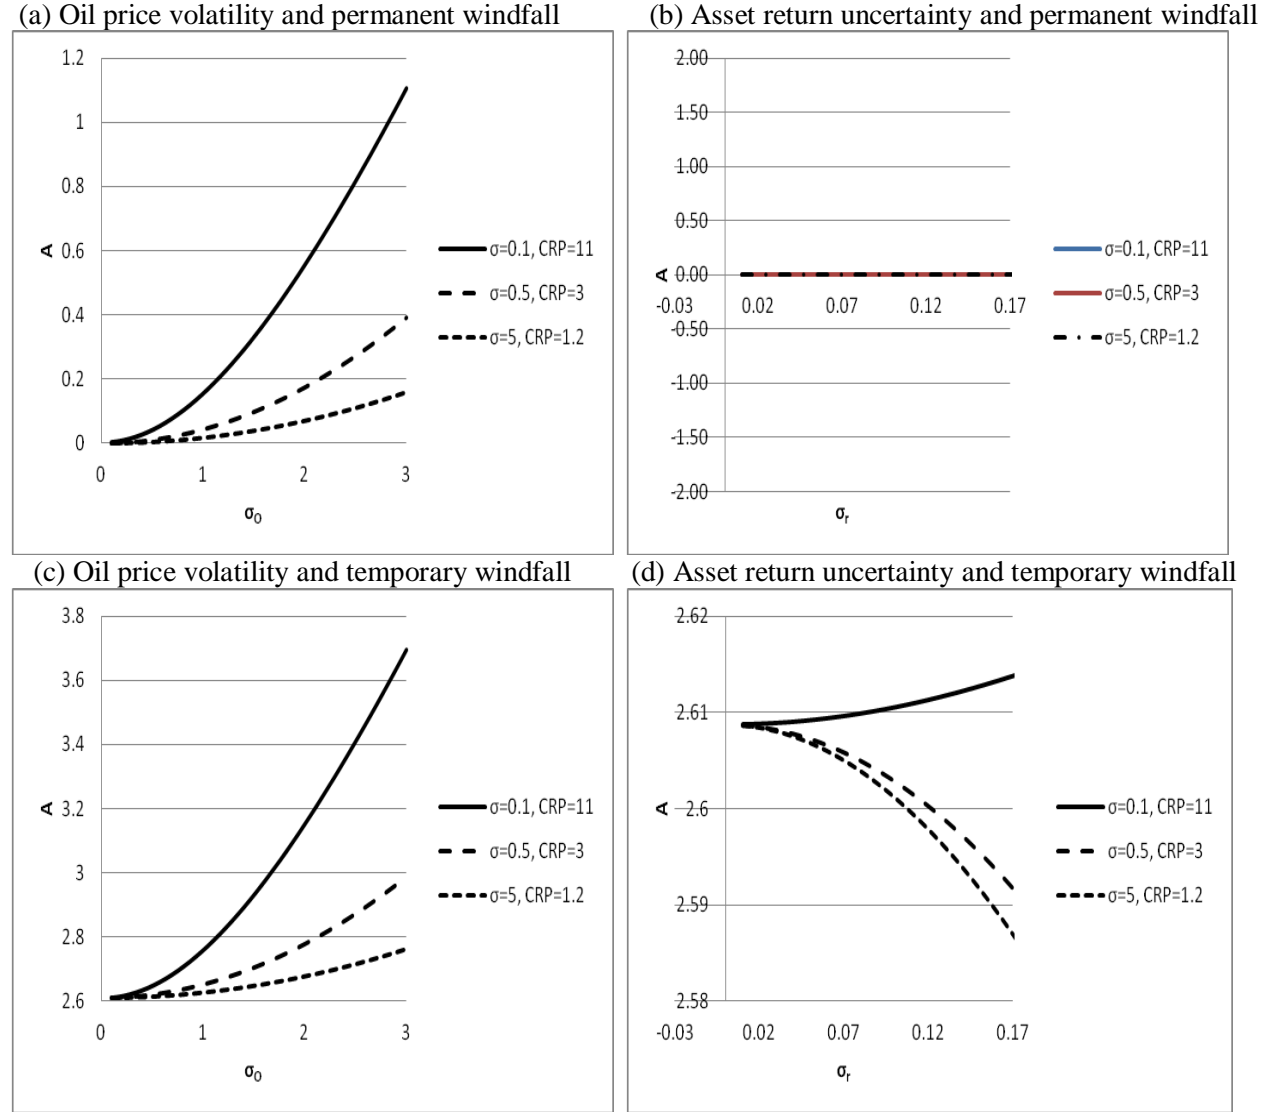 (a) Oil price volatility and permanent windfall
1.2
1
0.8
0.6
0.4
0.2
0
0 1 2 3
A
σo
σ=0.1, CRP=11
σ=0.5, CRP=3
σ=5, CRP=1.2
(b) Asset return uncertainty and permanent windfall
2.00
1.50
1.00
0.50
0.00
-0.50
-1.00
-1.50
-2.00
-0.03 0.02 0.07 0.12 0.17
A
σr
σ=0.1, CRP=11
σ=0.5, CRP=3
σ=5, CRP=1.2
(c) Oil price volatility and temporary windfall
3.8
3.6
3.4
3.2
3
2.8
2.6
0 1 2 3
A
σo
σ=0.1, CRP=11
σ=0.5, CRP=3
σ=5, CRP=1.2
(d) Asset return uncertainty and temporary windfall
2.62
2.61
2.6
2.59
2.58
-0.03 0.02 0.07 0.12 0.17
A
σr
σ=0.1, CRP=11
σ=0.5, CRP=3
σ=5, CRP=1.2